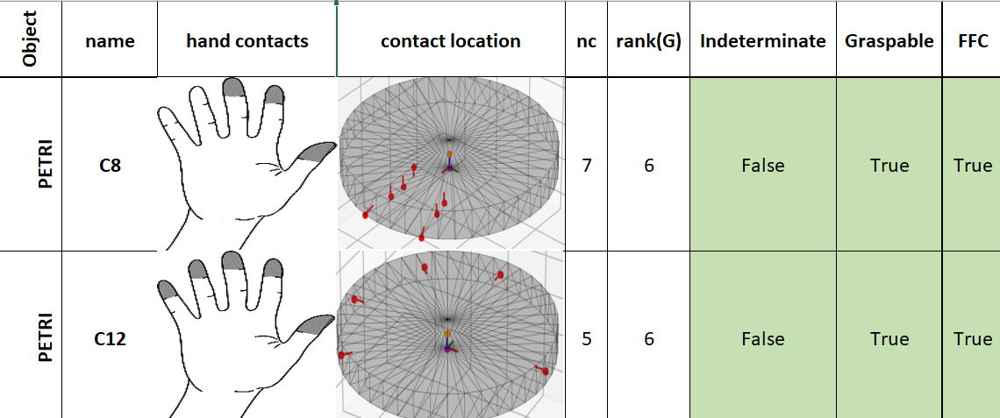 Object name hand contacts contact location nc rank(G) Indeterminate Graspable FFC
PETRI C8 7 6 False True True
PETRI C12 5 6 False True True